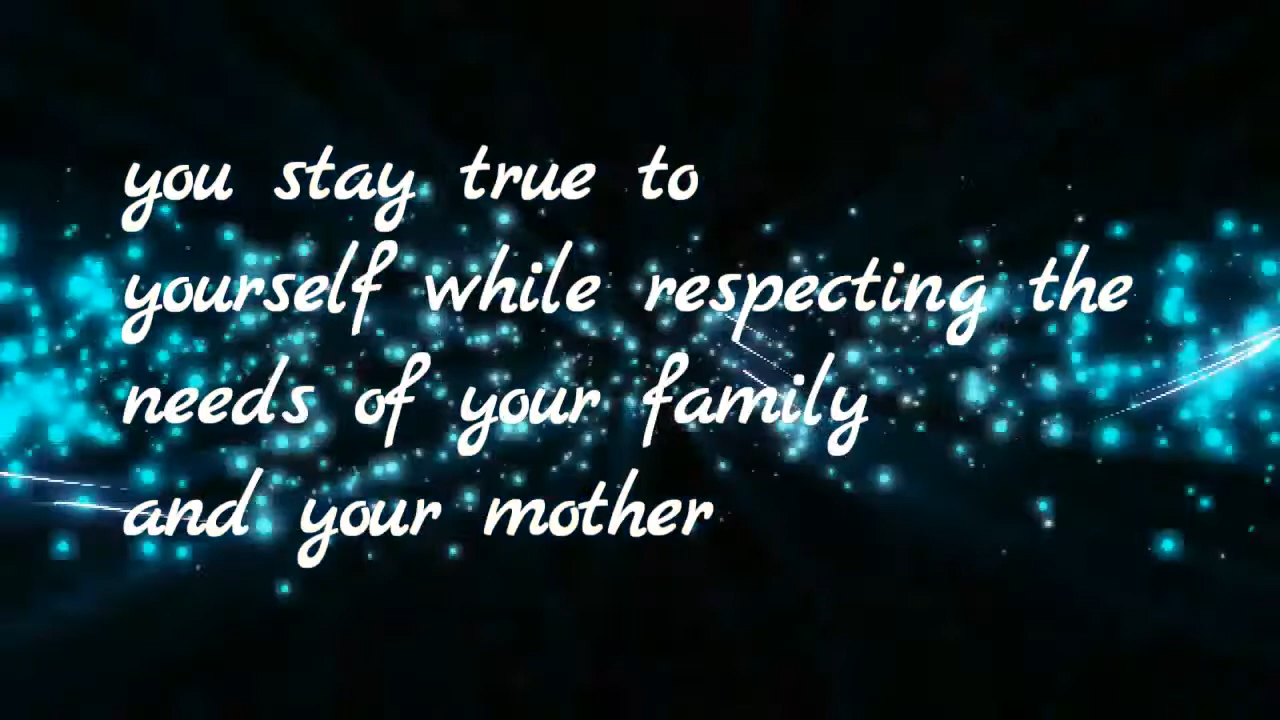 you stay true to
yourself while respecting the
needs of your family
and your mother